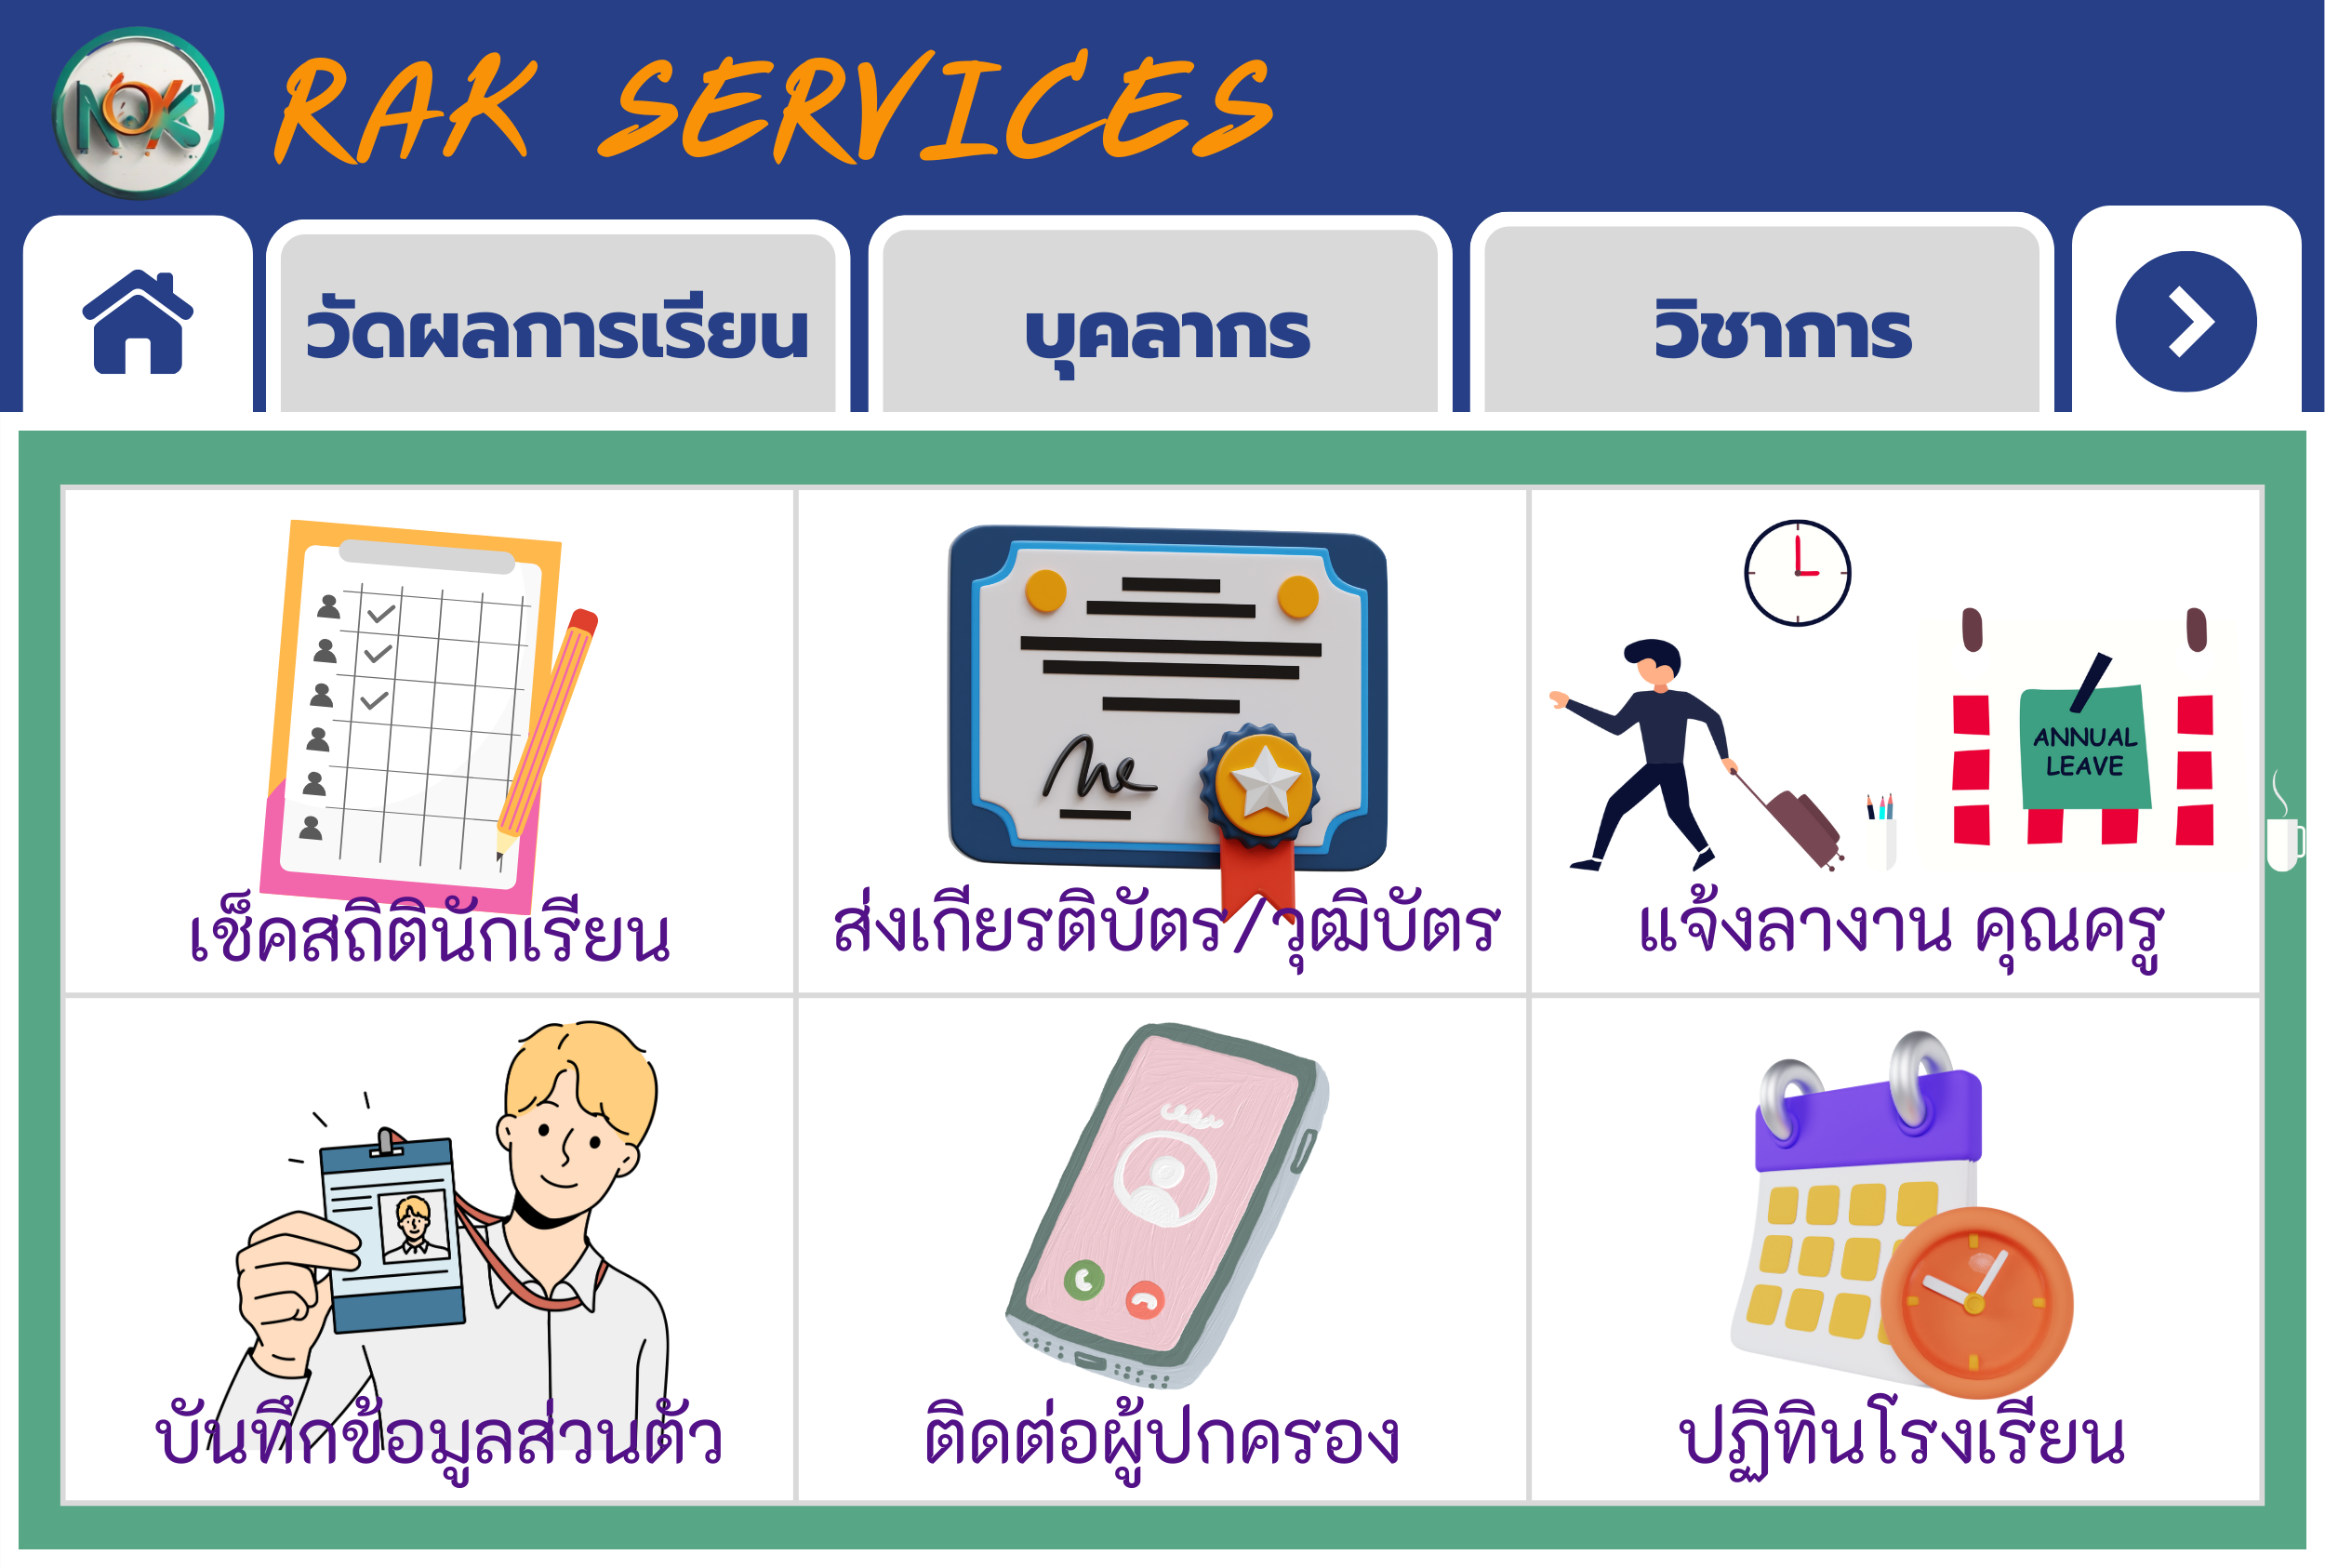 NOK
RAK SERVICES
วัดผลการเรียน
บุคลากร
วิชาการ
ANNUAL
LEAVE
เช็คสถิตินักเรียน
ส่งเกียรติบัตร/วุฒิบัตร
แจ้งลางาน คุณครู
บันทึกข้อมูลส่วนตัว
ติดต่อผู้ปกครอง
ปฏิทินโรงเรียน